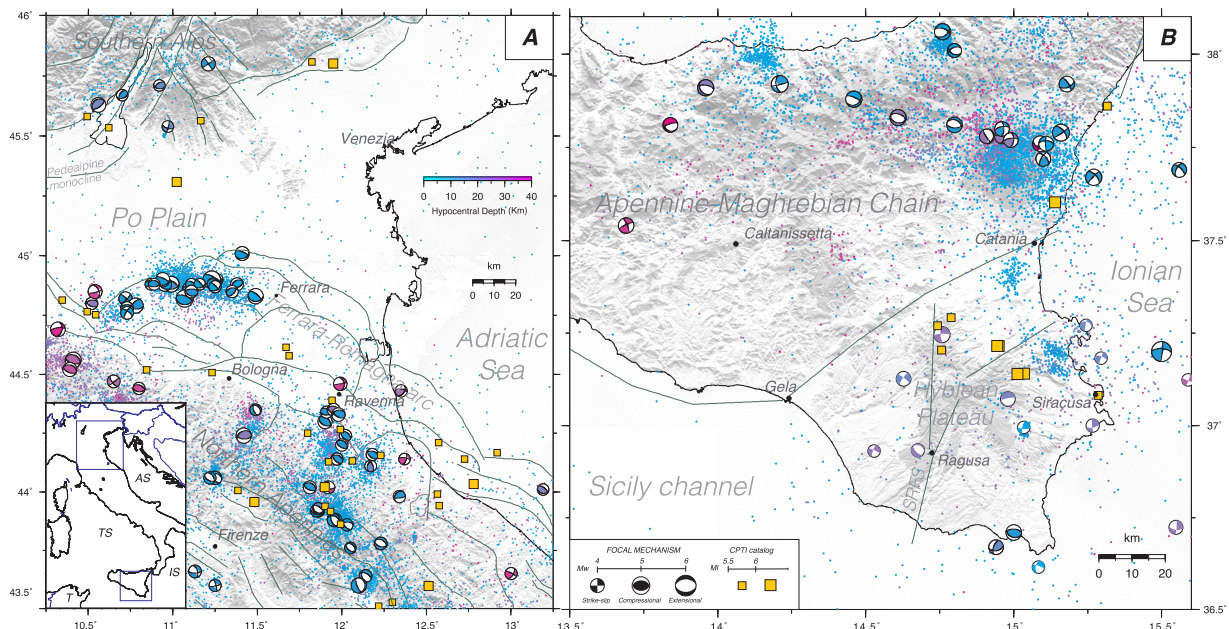 46
45.5
45
44.5
44
43.5
10.5
11
11.5
12
12.5
A
Southern Alps
Pedealpine
monocline
Po Plain
Venezia
0 10 20 30 40
Hypocentral Depth (Km)
km
0 10 20
Ferrara
Ferrara-Romagna arc
Adriatic
Sea
Bologna
Ravenna
Firenze
AS
TS
IS
T
B
38
37.5
37
36.5
13.5
14
14.5
15
15.5
Apennine-Maghrebian Chain
Caltanissetta
Catania
Ionian
Sea
Gela
Hyblean
Plateau
Siracusa
Ragusa
Sicily channel
FOCAL MECHANISM
4 5 6
Mw
Strike-slip
Compressional
Extensional
CPTI catalog
5.5 6
MI
km
0 10 20